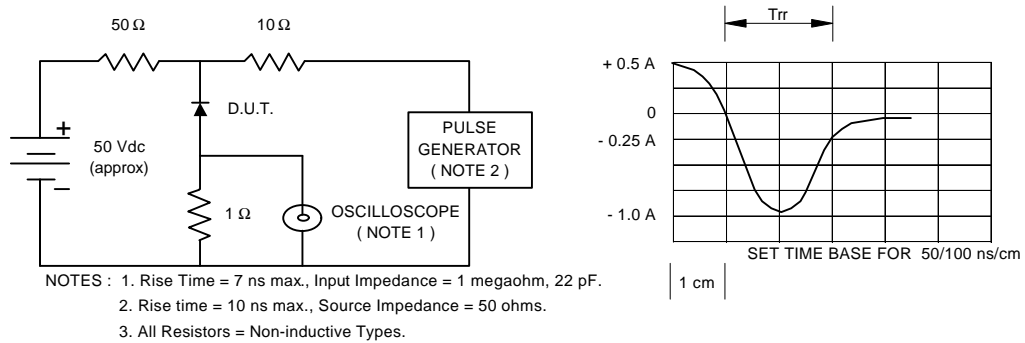 50 Ω
10 Ω
+
50 Vdc
(approx)
−
D.U.T.
1 Ω
OSCILLOSCOPE
( NOTE 1 )
PULSE
GENERATOR
( NOTE 2 )
Trr
+ 0.5 A
0
- 0.25 A
- 1.0 A
SET TIME BASE FOR 50/100 ns/cm
1 cm
NOTES : 1. Rise Time = 7 ns max., Input Impedance = 1 megaohm, 22 pF.
2. Rise time = 10 ns max., Source Impedance = 50 ohms.
3. All Resistors = Non-inductive Types.